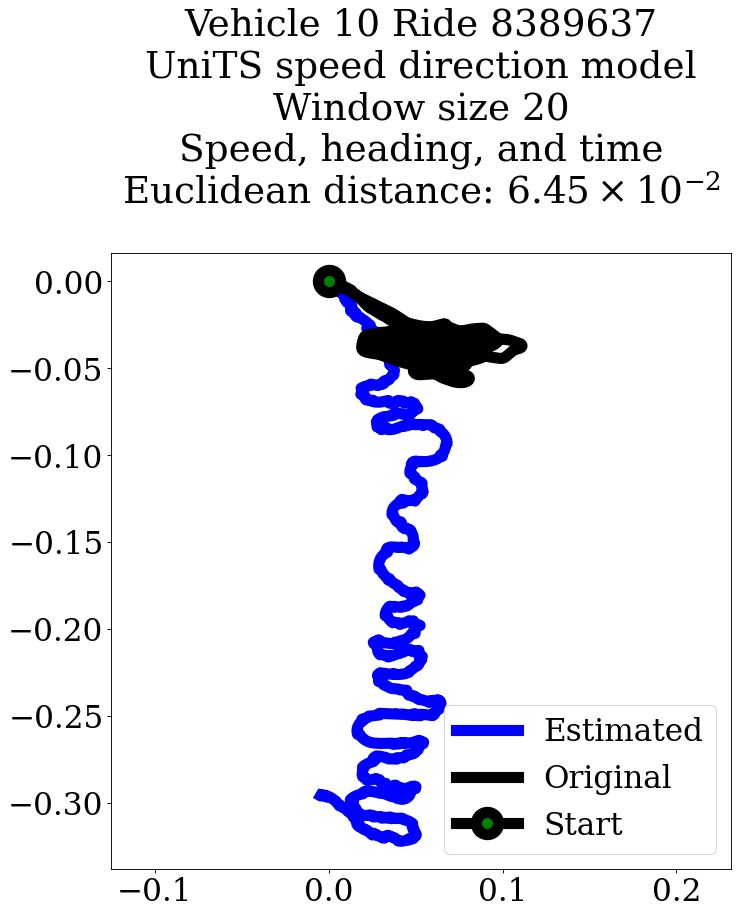 Vehicle 10 Ride 8389637
UniTS speed direction model
Window size 20
Speed, heading, and time
Euclidean distance: 6.45 × 10⁻²
0.00
−0.05
−0.10
−0.15
−0.20
−0.25
−0.30
Estimated
Original
Start
−0.1 0.0 0.1 0.2